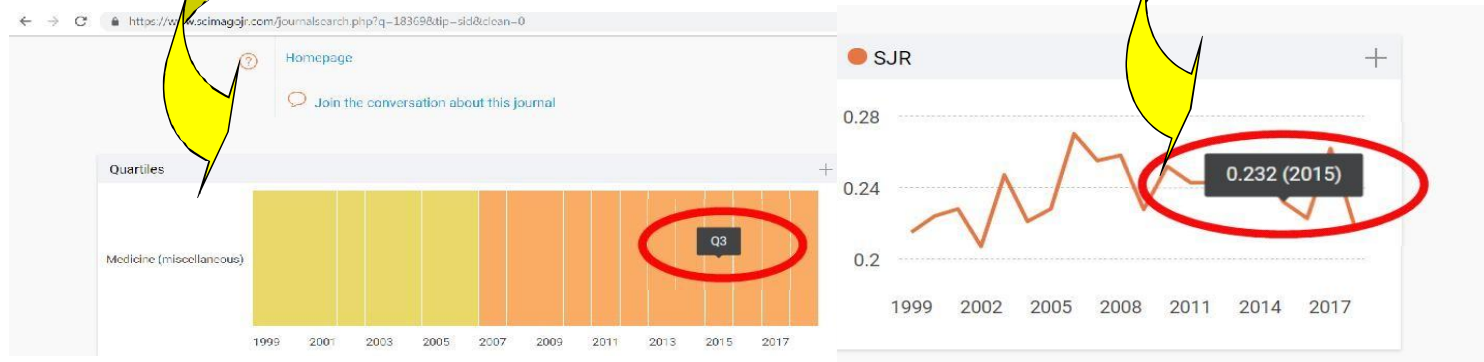 https://www.scimagojr.com/journalsearch.php?q=18369&tip=sid&clean=0
Homepage
Join the conversation about this journal
Quartiles
Q3
Medicine (miscellaneous)
1999 2001 2003 2005 2007 2009 2011 2013 2015 2017
SJR
0.28
0.24
0.232 (2015)
0.2
1999 2002 2005 2008 2011 2014 2017